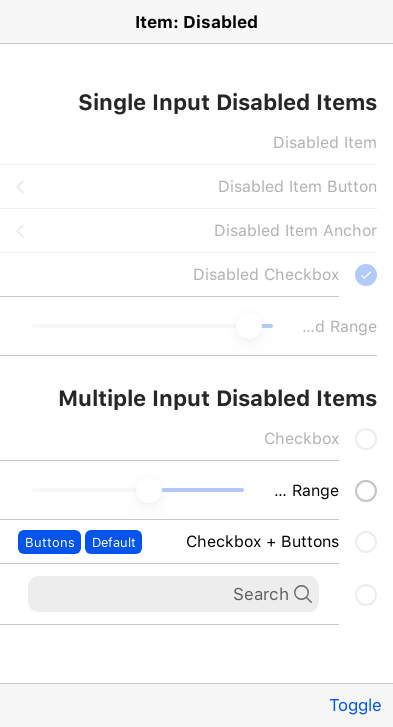 Item: Disabled
Single Input Disabled Items
Disabled Item
Disabled Item Button
Disabled Item Anchor
Disabled Checkbox
...d Range
Multiple Input Disabled Items
Checkbox
... Range
Checkbox + Buttons Default Buttons
Search
Toggle